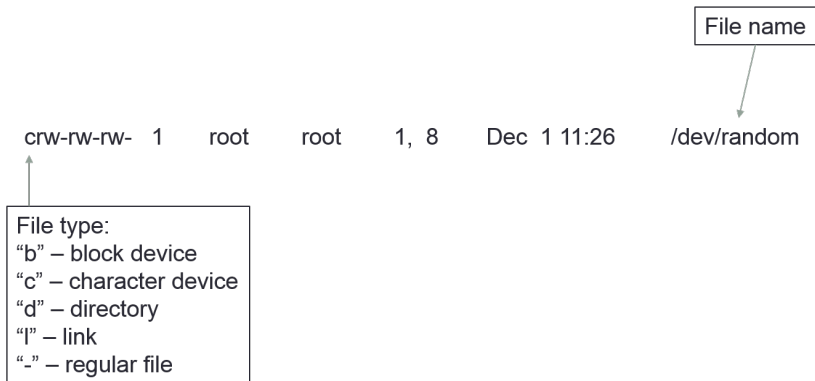 File name
crw-rw-rw- 1 root root 1, 8 Dec 1 11:26 /dev/random
File type:
“b” – block device
“c” – character device
“d” – directory
“l” – link
“-” – regular file